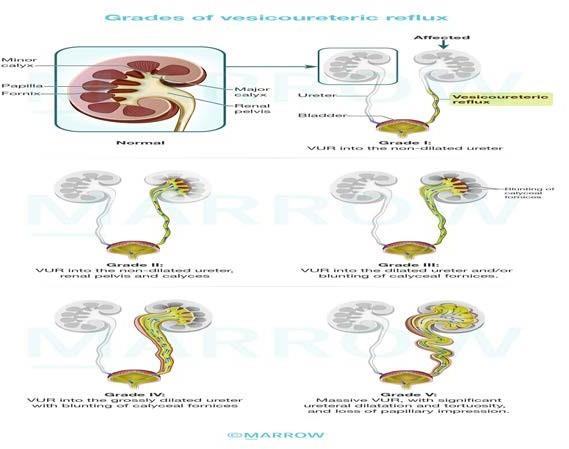 Grades of vesicoureteric reflux
Minor
calyx
Papilla
Fornix
Major
calyx
Renal
pelvis
Normal
Affected
Ureter
Vesicoureteric
reflux
Bladder
Grade I:
VUR into the non-dilated ureter
Grade II:
VUR into the non-dilated ureter,
renal pelvis and calyces
Blunting of
calyceal
fornices
Grade III:
VUR into the dilated ureter and/or
blunting of calyceal fornices.
Grade IV:
VUR into the grossly dilated ureter
with blunting of calyceal fornices
Grade V:
Massive VUR, with significant
ureteral dilatation and tortuosity,
and loss of papillary impression.
MARROW
MARROW
MARROW
©MARROW